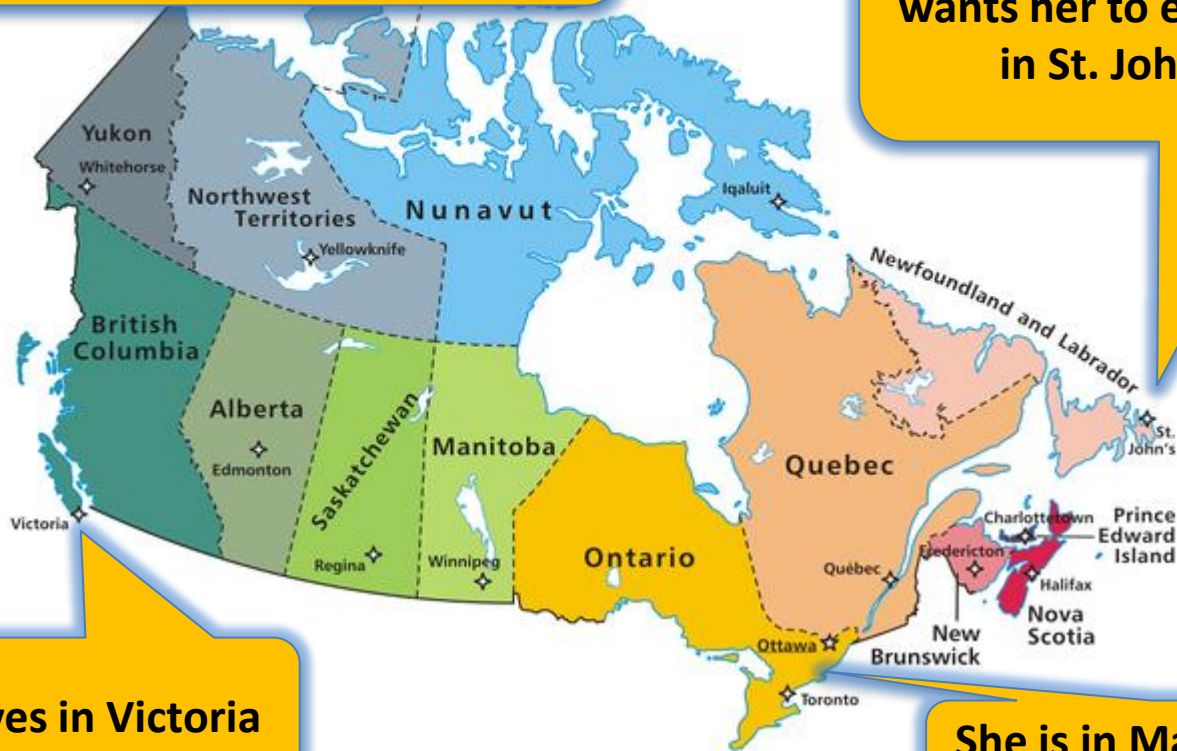 wants her to e
in St. Joh
Yukon
Whitehorse
Northwest
Territories
Yellowknife
Nunavut
Iqaluit
Newfoundland and Labrador
British
Columbia
Alberta
Edmonton
Saskatchewan
Manitoba
Quebec
St.
John's
Victoria
Regina
Winnipeg
Ontario
Québec
Charlottetown
Prince
Edward
Island
Fredericton
Halifax
Nova
Scotia
New
Brunswick
Ottawa
Toronto
ves in Victoria
She is in Ma